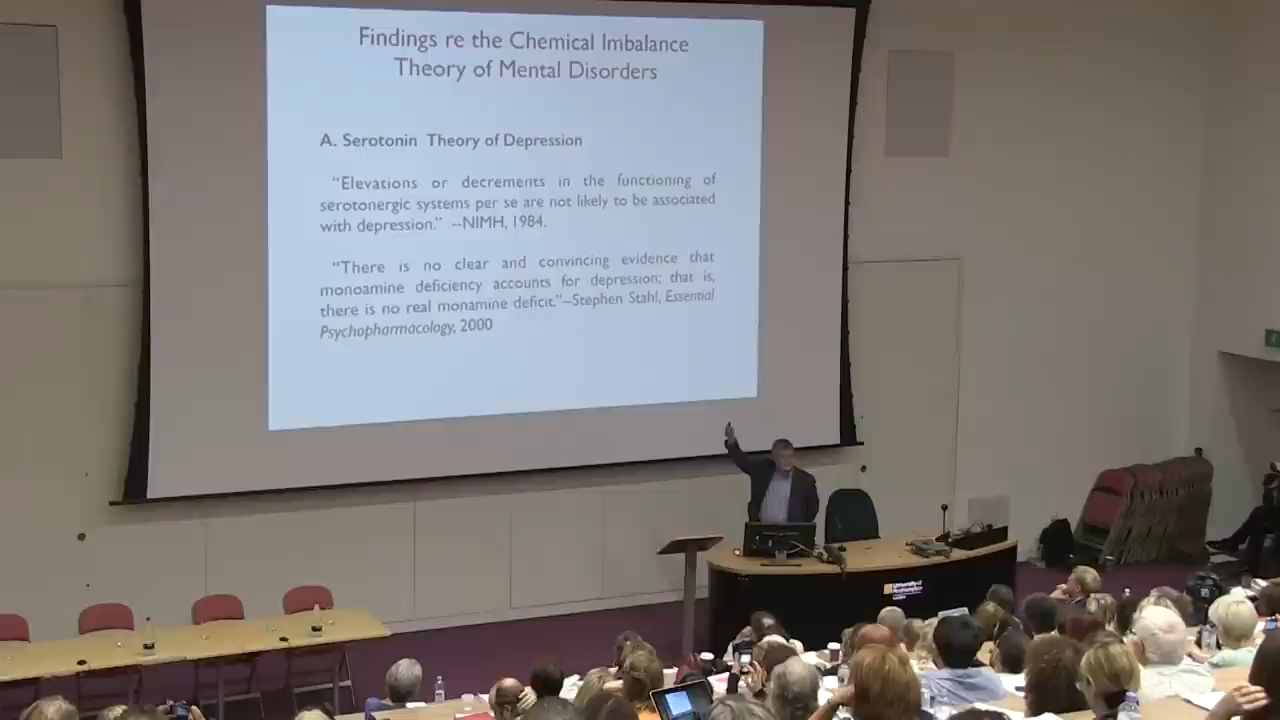 Findings re the Chemical Imbalance
Theory of Mental Disorders
A. Serotonin Theory of Depression
“Elevations or decrements in the functioning of
serotonergic systems per se are not likely to be associated
with depression.” --NIMH, 1984.
“There is no clear and convincing evidence that
monoamine deficiency accounts for depression; that is,
there is no real monamine deficit.”--Stephen Stahl, Essential
Psychopharmacology, 2000
University of